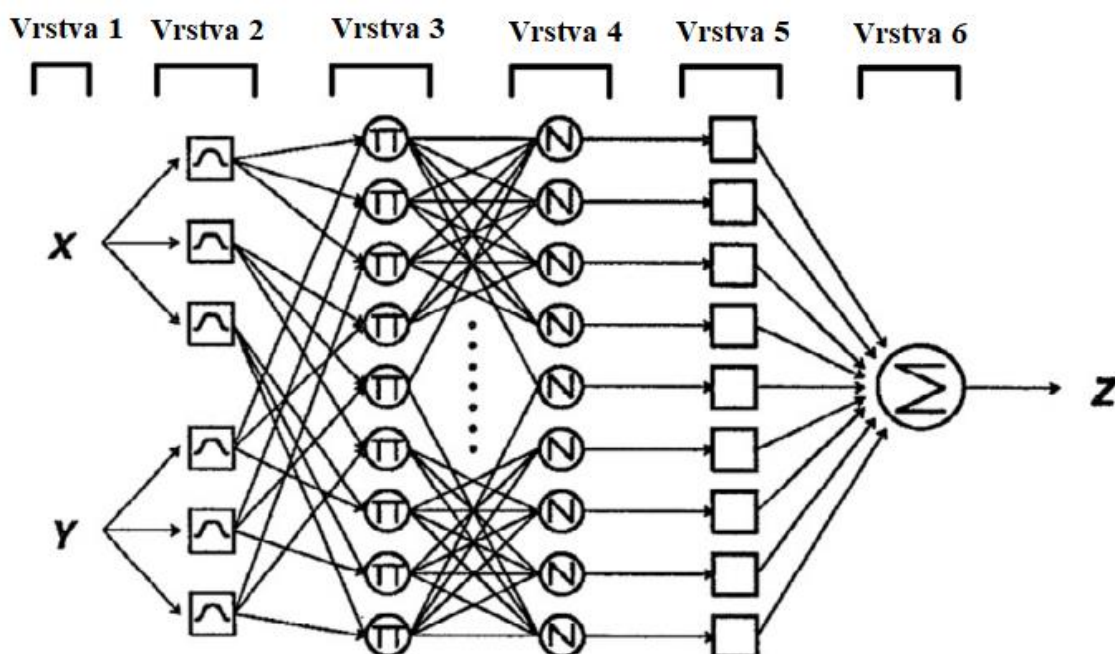 Vrstva 1 Vrstva 2 Vrstva 3 Vrstva 4 Vrstva 5 Vrstva 6
Π N
Π N
Π N
X
Π N
Π N
Σ Z
Π N
Π N
Y
Π N
Π N